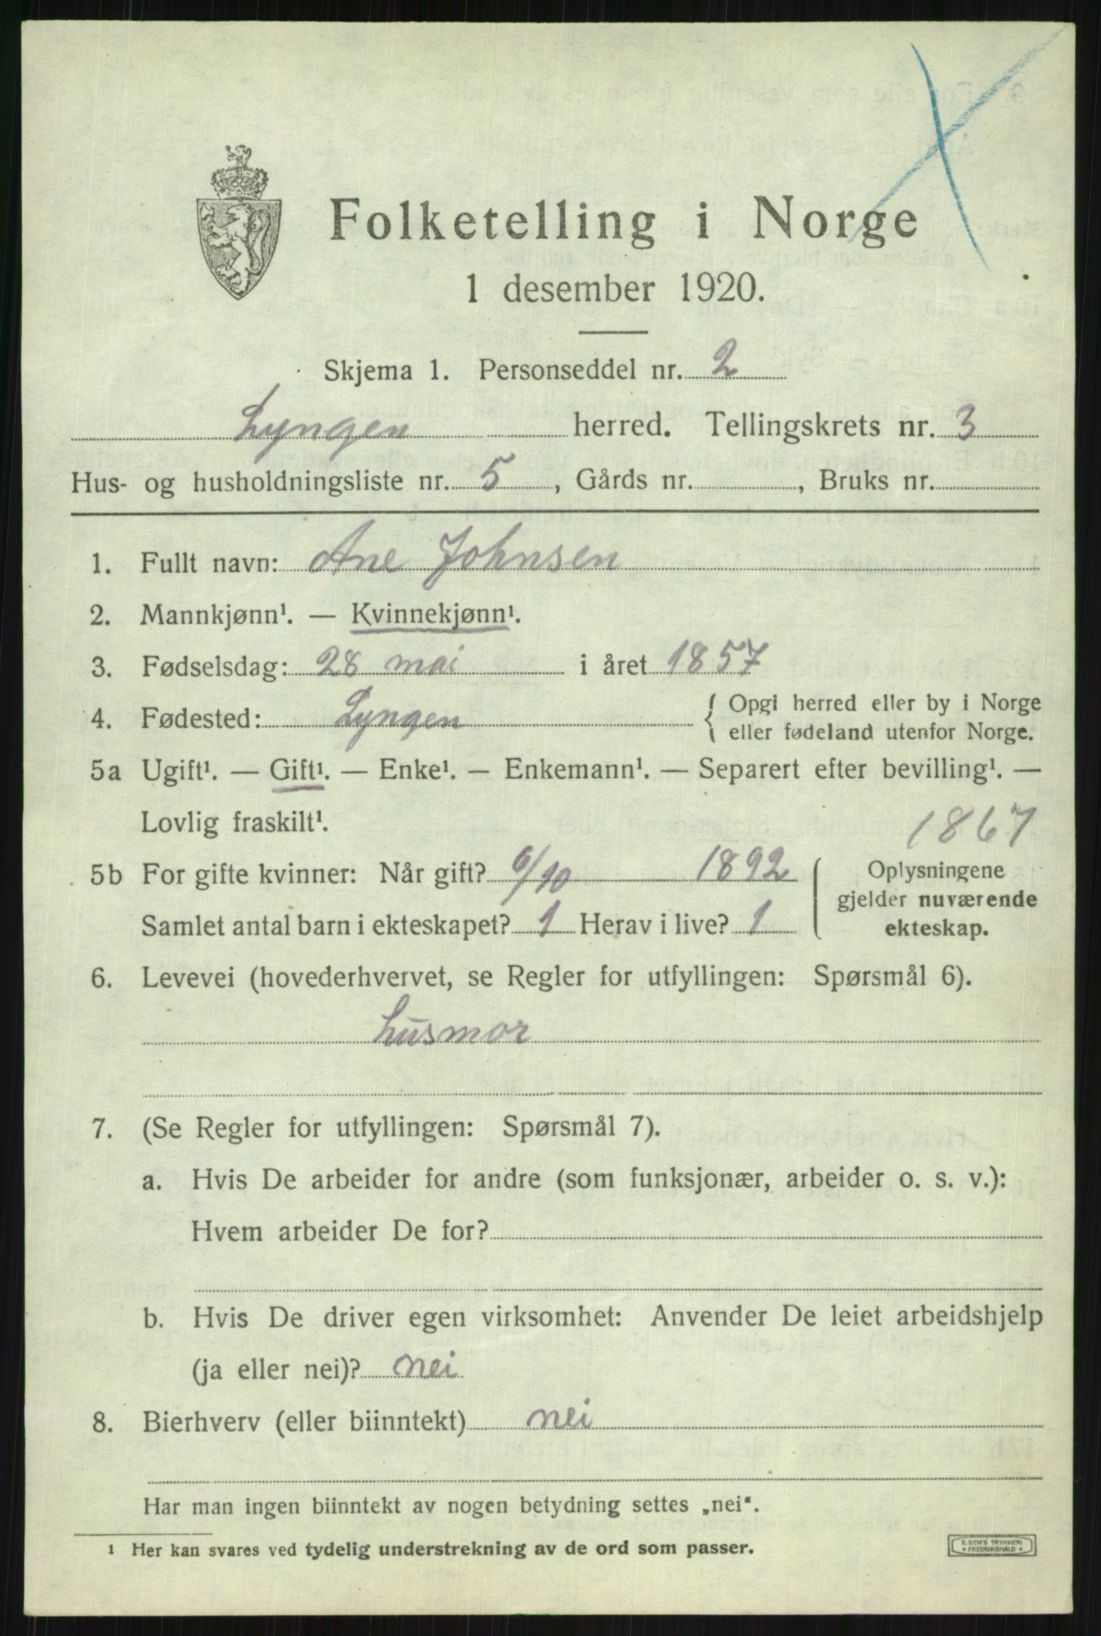 Folketelling i Norge
1 desember 1920.
Skjema 1. Personseddel nr. 2
Lyngen herred. Tellingskrets nr. 3
Hus- og husholdningsliste nr. 5, Gårds nr. , Bruks nr.
1. Fullt navn: Ane Johnsen
2. Mannkjønn¹. — Kvinnekjønn¹.
3. Fødselsdag: 28 mai i året 1857
4. Fødested: Lyngen { Opgi herred eller by i Norge
eller fødeland utenfor Norge.
5a Ugift¹. — Gift¹. — Enke¹. — Enkemann¹. — Separert efter bevilling¹. —
Lovlig fraskilt¹.
1867
5b For gifte kvinner: Når gift? 6/10 1892
Samlet antal barn i ekteskapet? 1 Herav i live? 1
Oplysningene
gjelder nuværende
ekteskap.
6. Levevei (hovederhvervet, se Regler for utfyllingen: Spørsmål 6).
husmor
7. (Se Regler for utfyllingen: Spørsmål 7).
a. Hvis De arbeider for andre (som funksjonær, arbeider o. s. v.):
Hvem arbeider De for?
b. Hvis De driver egen virksomhet: Anvender De leiet arbeidshjelp
(ja eller nei)? nei
8. Bierhverv (eller biinntekt) nei
Har man ingen biinntekt av nogen betydning settes „nei“.
¹ Her kan svares ved tydelig understrekning av de ord som passer.
E. SEM'S TRYKKERI
FREDRIKSHALD